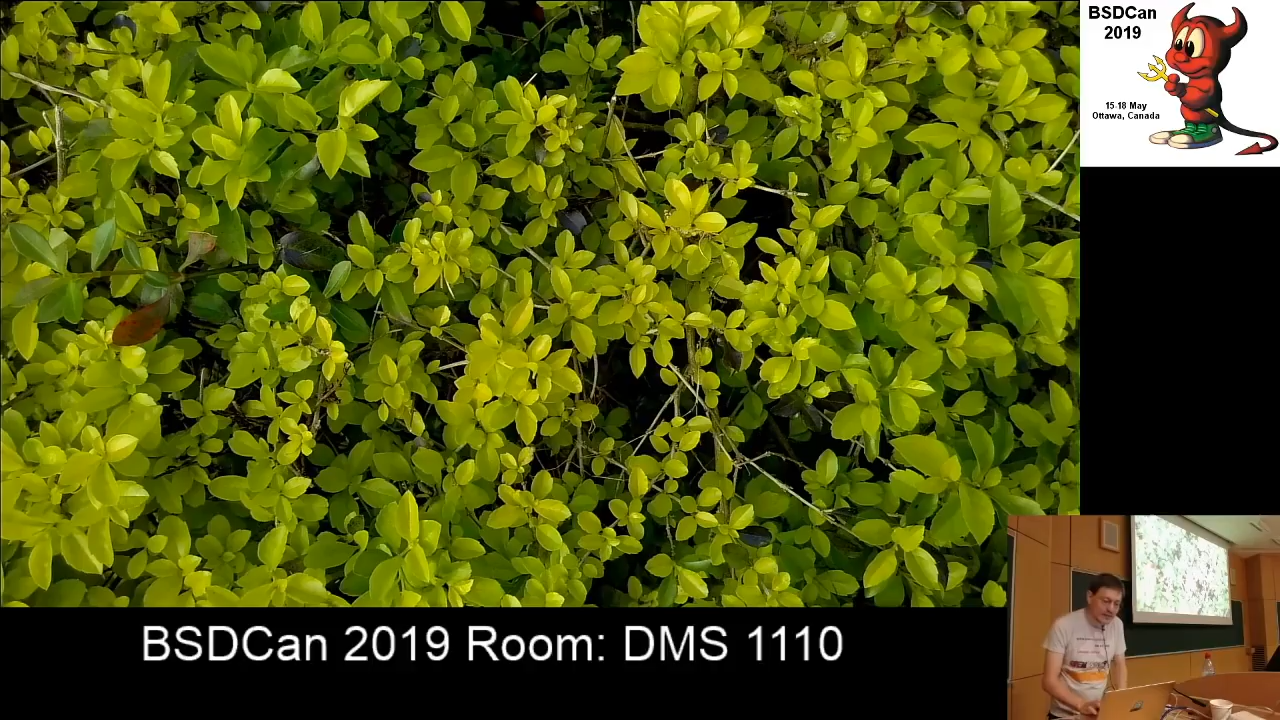 BSDCan
2019
15-18 May
Ottawa, Canada
BSDCan 2019 Room: DMS 1110